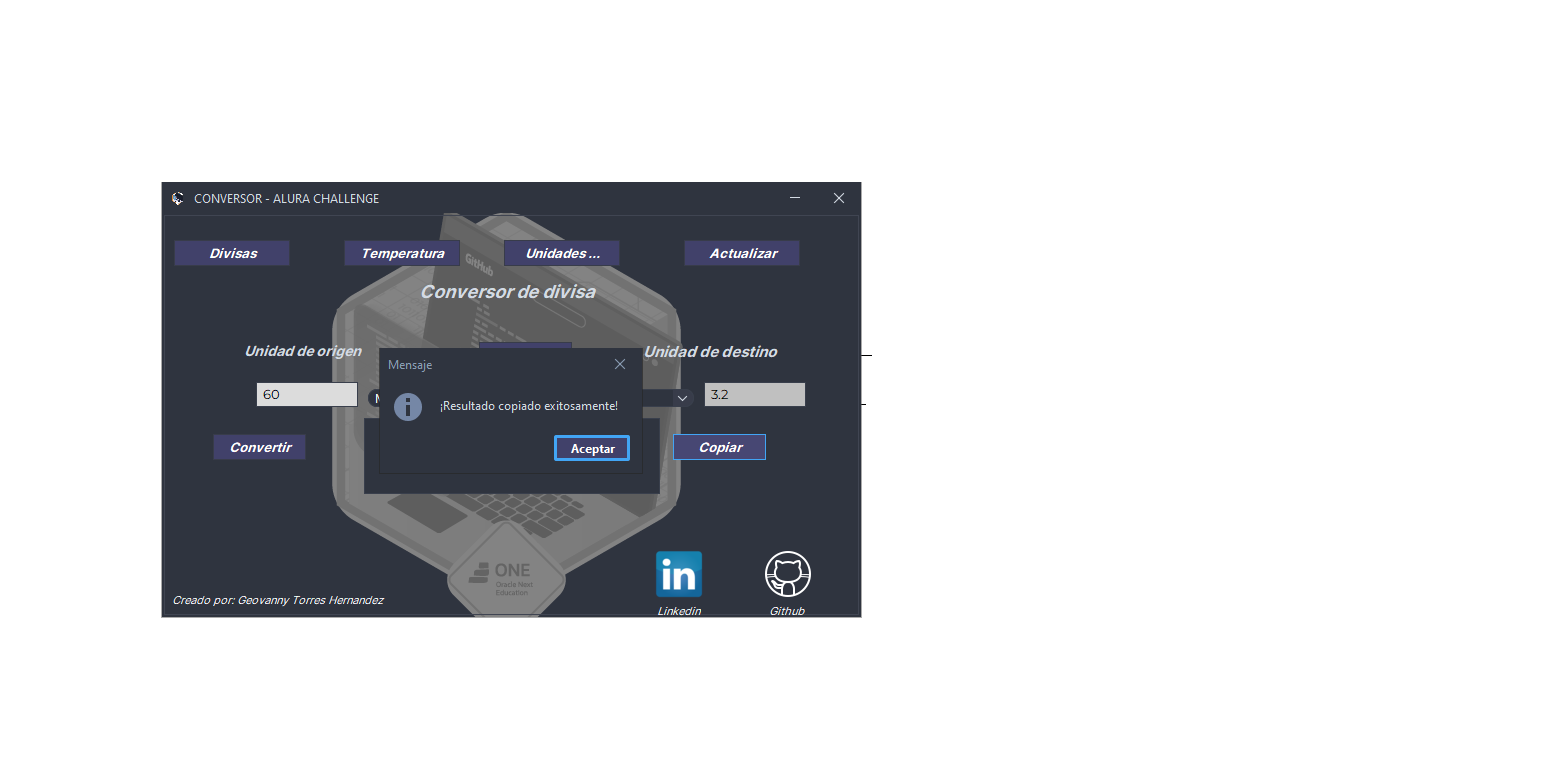 CONVERSOR - ALURA CHALLENGE
Divisas
Temperatura
Unidades ...
Actualizar
GitHub
Conversor de divisa
Unidad de origen
Unidad de destino
Mensaje
60
3.2
¡Resultado copiado exitosamente!
Convertir
Aceptar
Copiar
ONE
Oracle Next
Education
Creado por: Geovanny Torres Hernandez
in
Linkedin
Github